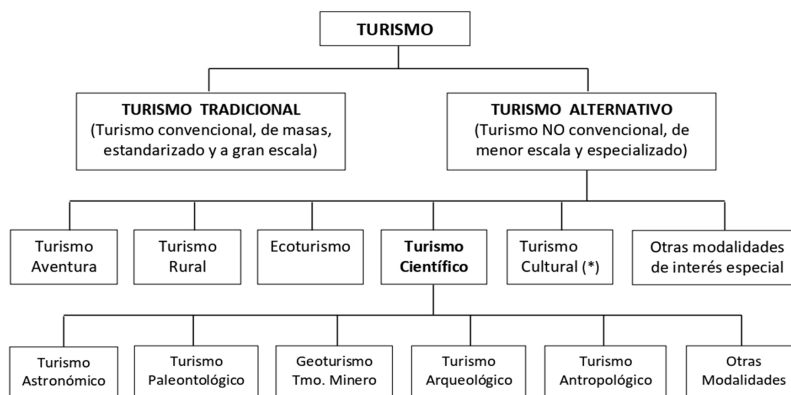 TURISMO
TURISMO TRADICIONAL
(Turismo convencional, de masas,
estandarizado y a gran escala)
TURISMO ALTERNATIVO
(Turismo NO convencional, de
menor escala y especializado)
Turismo
Aventura
Turismo
Rural
Ecoturismo
Turismo
Científico
Turismo
Cultural (*)
Otras modalidades
de interés especial
Turismo
Astronómico
Turismo
Paleontológico
Geoturismo
Tmo. Minero
Turismo
Arqueológico
Turismo
Antropológico
Otras
Modalidades